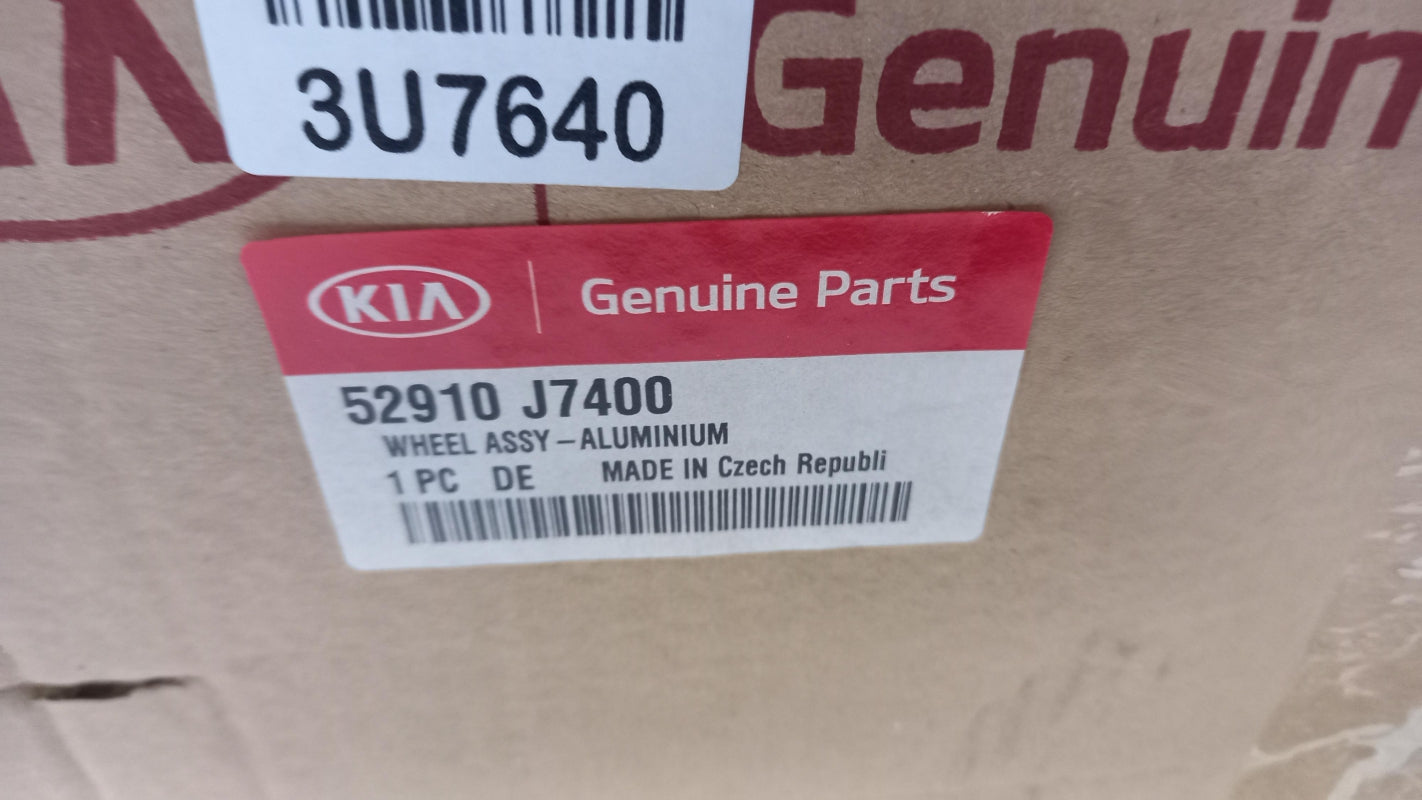 3U7640
Genuin
KIA | Genuine Parts
52910 J7400
WHEEL ASSY-ALUMINIUM
1 PC DE MADE IN Czech Republi